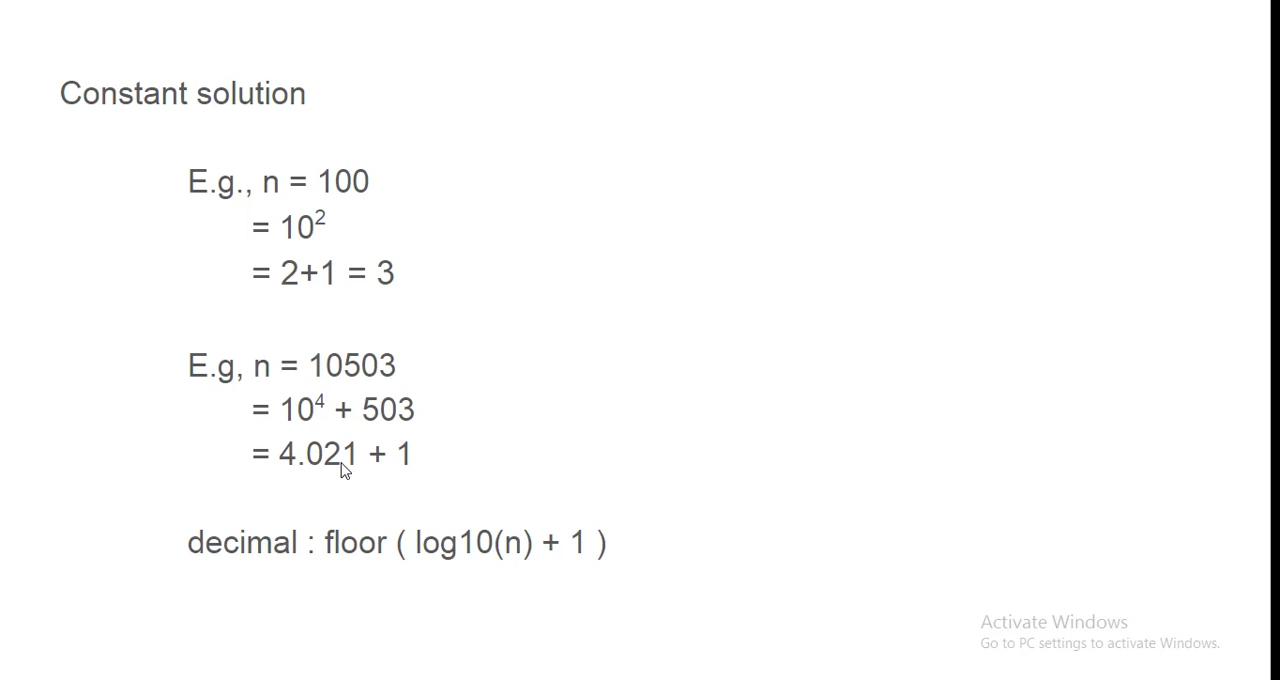 Constant solution
E.g., n = 100
= 10²
= 2+1 = 3
E.g, n = 10503
= 10⁴ + 503
= 4.021 + 1
decimal : floor ( log10(n) + 1 )
Activate Windows
Go to PC settings to activate Windows.